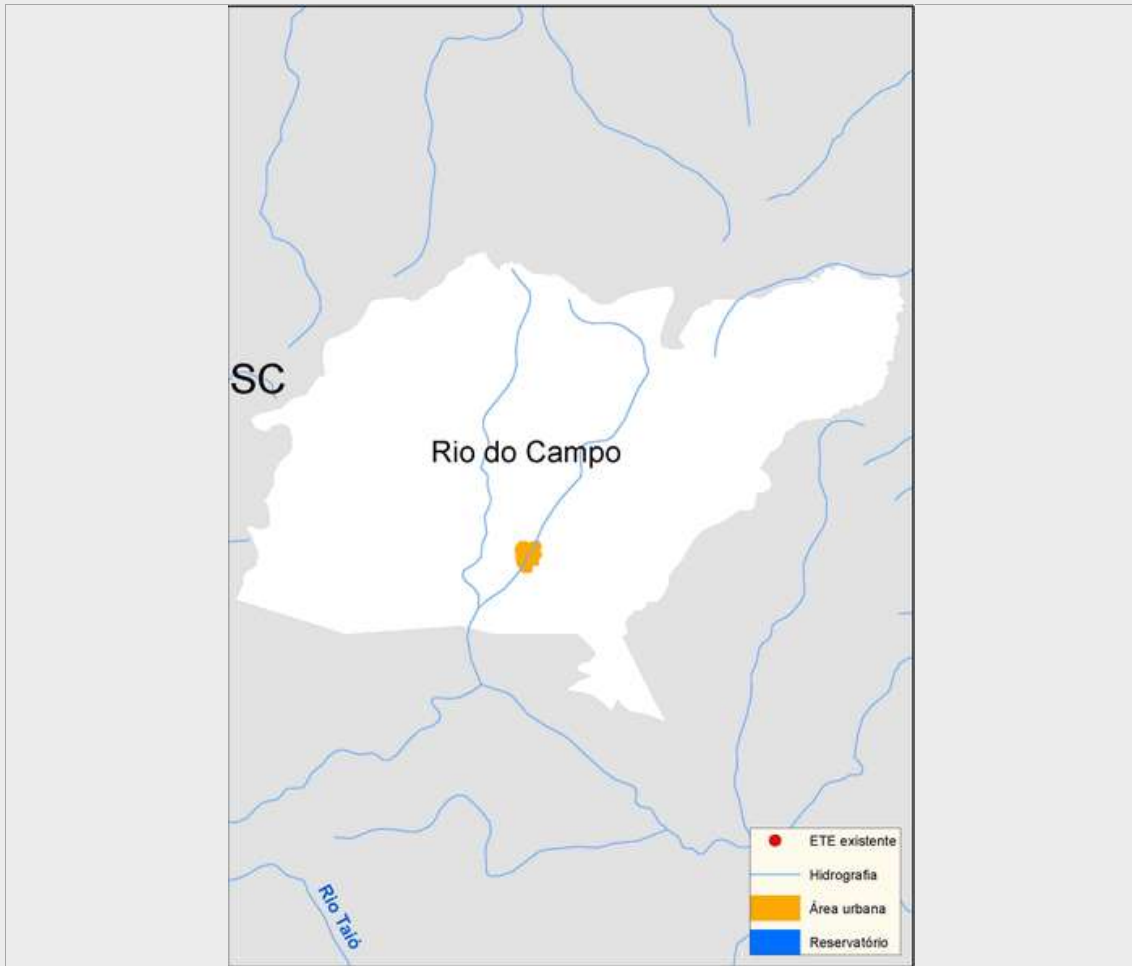 SC
Rio do Campo
Rio Taió
ETE existente
Hidrografia
Área urbana
Reservatório